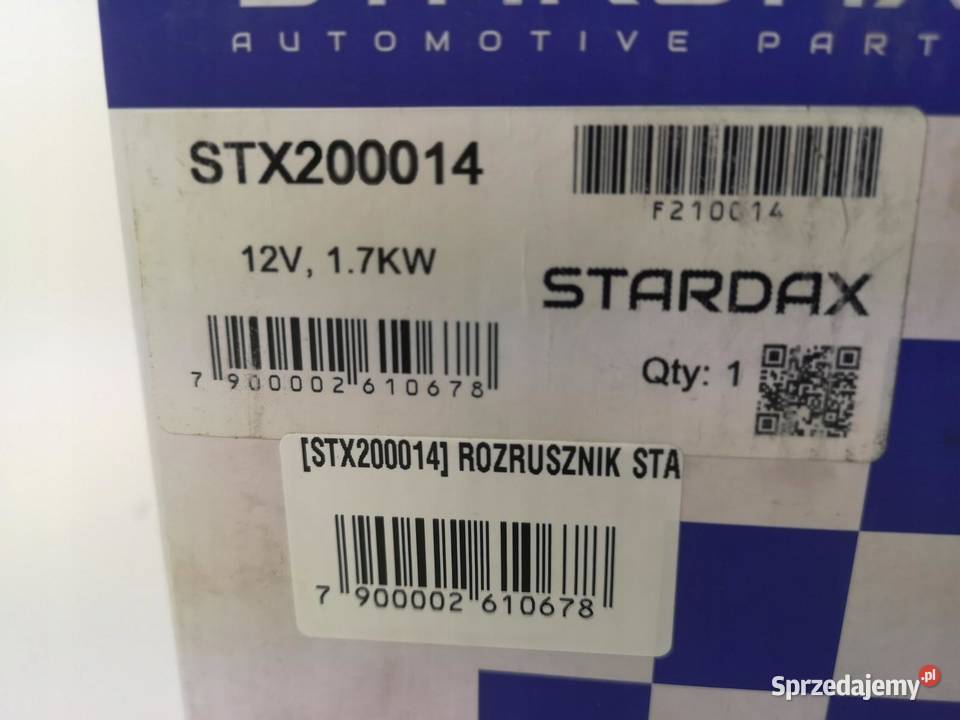 AUTOMOTIVE PART
STX200014
F210014
12V, 1.7KW
STARDAX
7 900002 610678
Qty: 1
[STX200014] ROZRUSZNIK STA
7 900002 610678
Sprzedajemy.pl